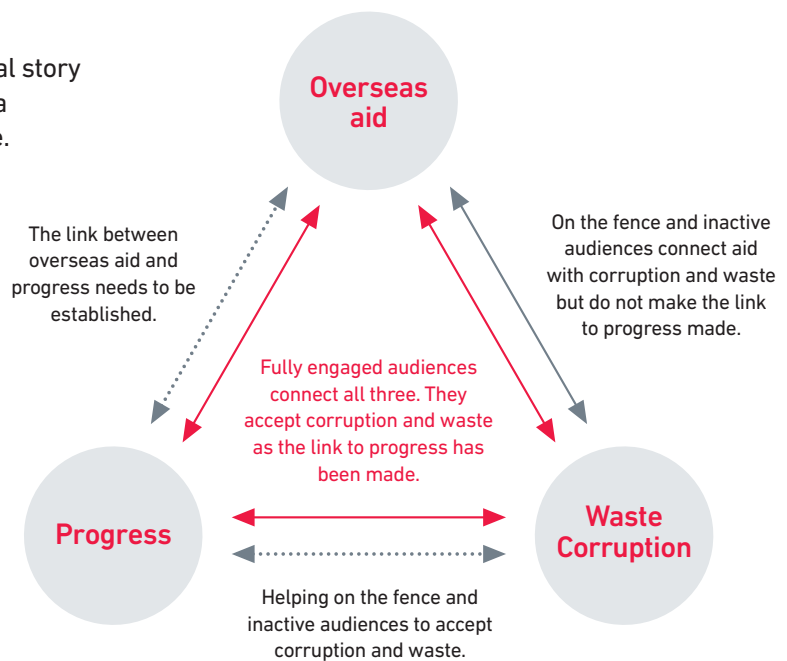 al story
a
e.
Overseas
aid
The link between
overseas aid and
progress needs to be
established.
On the fence and inactive
audiences connect aid
with corruption and waste
but do not make the link
to progress made.
Fully engaged audiences
connect all three. They
accept corruption and waste
as the link to progress has
been made.
Progress
Waste
Corruption
Helping on the fence and
inactive audiences to accept
corruption and waste.